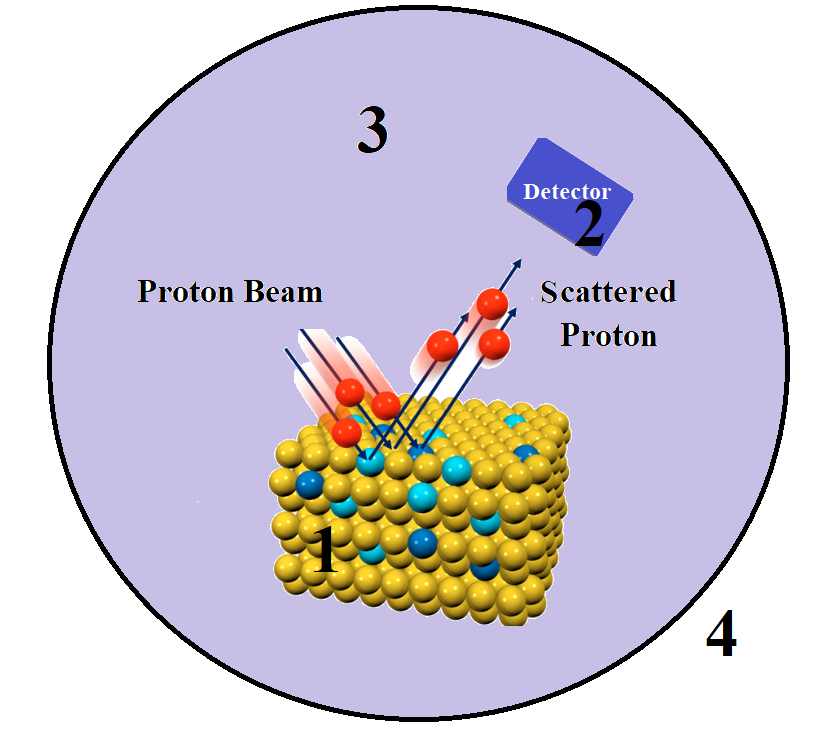 3
Detector
2
Proton Beam
Scattered
Proton
1
4